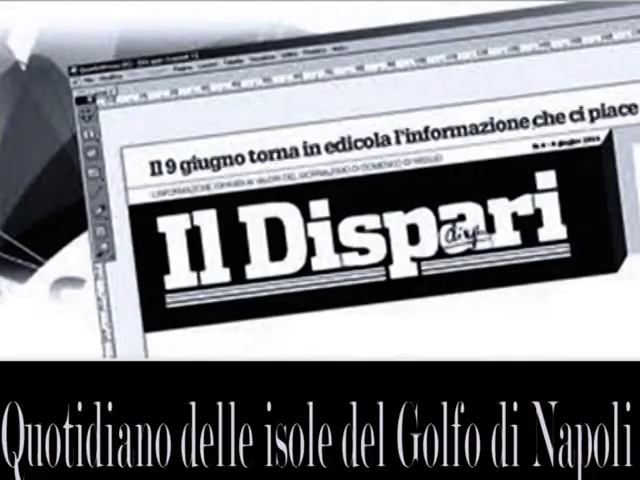 Il 9 giugno torna in edicola l'informazione che ci piace
Il Dispari
Quotidiano delle isole del Golfo di Napoli